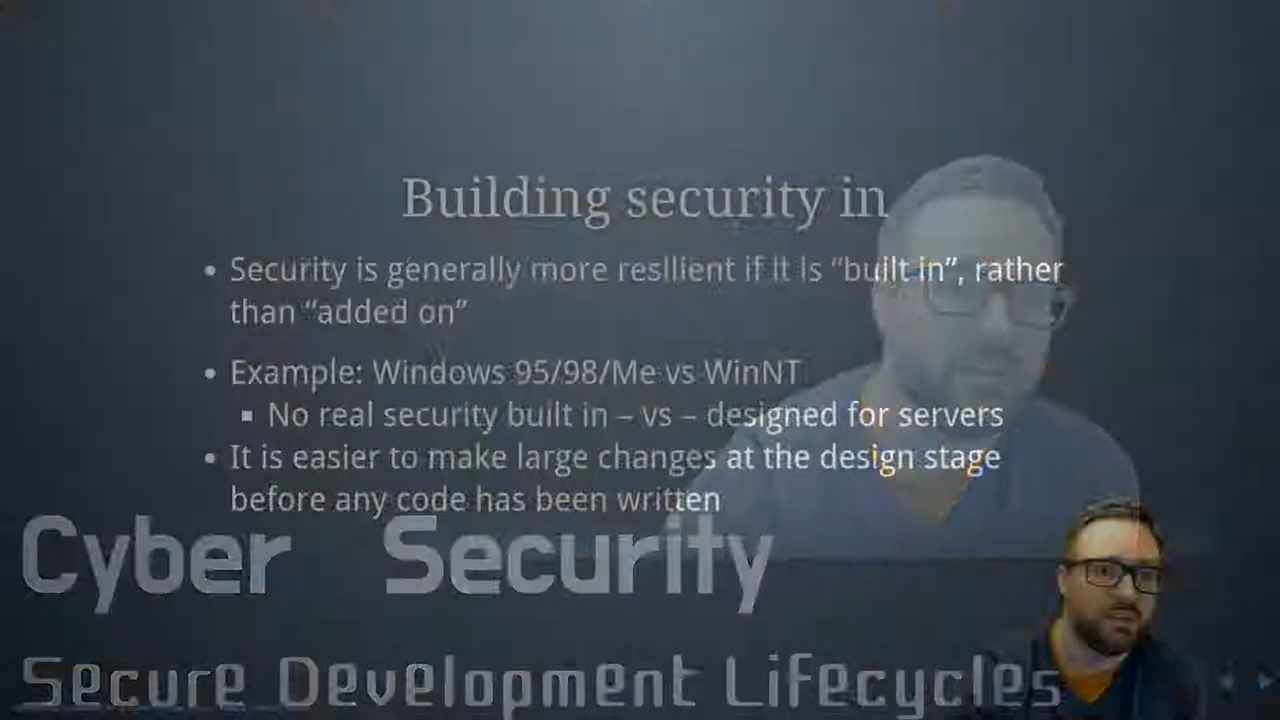 Building security in
• Security is generally more resilient if it is “built in”, rather
than “added on”
• Example: Windows 95/98/Me vs WinNT
▪ No real security built in – vs – designed for servers
• It is easier to make large changes at the design stage
before any code has been written
Cyber Security
Secure Development Lifecycles